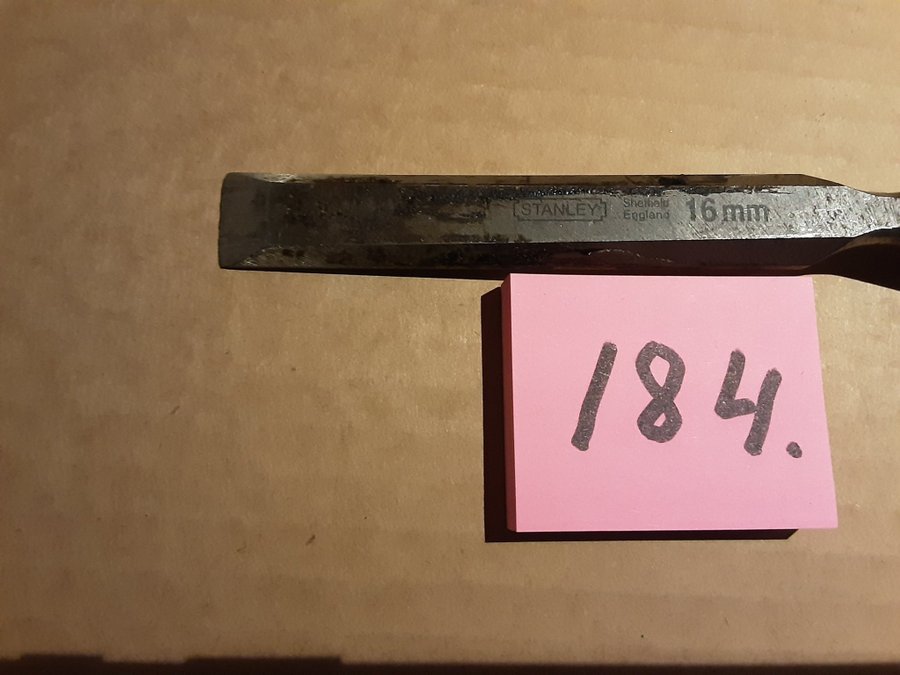 STANLEY
Sheffield
England
16 mm
184.